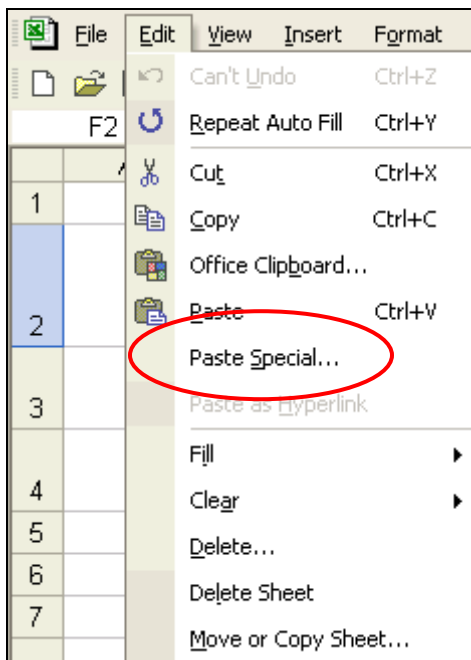 File Edit View Insert Format
Can't Undo Ctrl+Z
F2 Repeat Auto Fill Ctrl+Y
Cut Ctrl+X
1
Copy Ctrl+C
Office Clipboard...
2 Paste Ctrl+V
Paste Special...
3 Paste as Hyperlink
Fill
4 Clear
5
Delete...
6
Delete Sheet
7
Move or Copy Sheet...